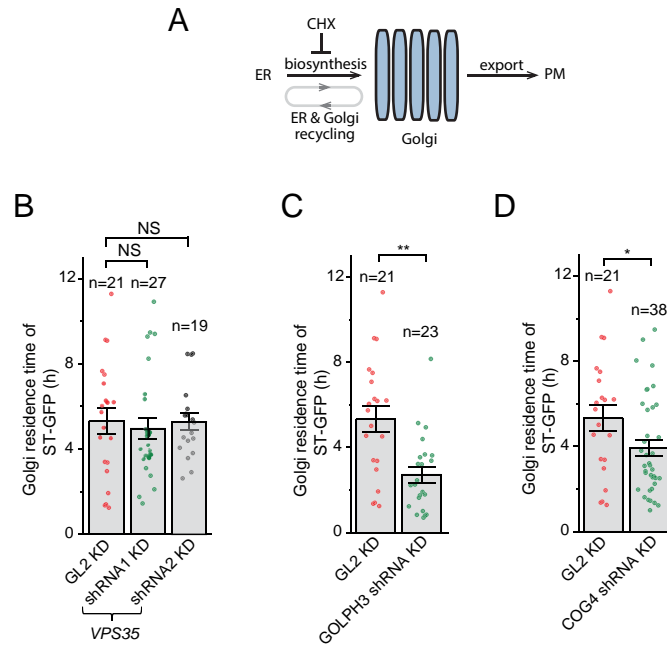 A
CHX
biosynthesis
ER
export
PM
ER & Golgi
recycling
Golgi
B
NS
NS
n=21
n=27
n=19
Golgi residence time of
ST-GFP (h)
12
8
4
0
GL2 KD
shRNA1 KD
shRNA2 KD
VPS35
C
**
n=21
n=23
Golgi residence time of
ST-GFP (h)
12
8
4
0
GL2 KD
GOLPH3 shRNA KD
D
*
n=21
n=38
Golgi residence time of
ST-GFP (h)
12
8
4
0
GL2 KD
COG4 shRNA KD